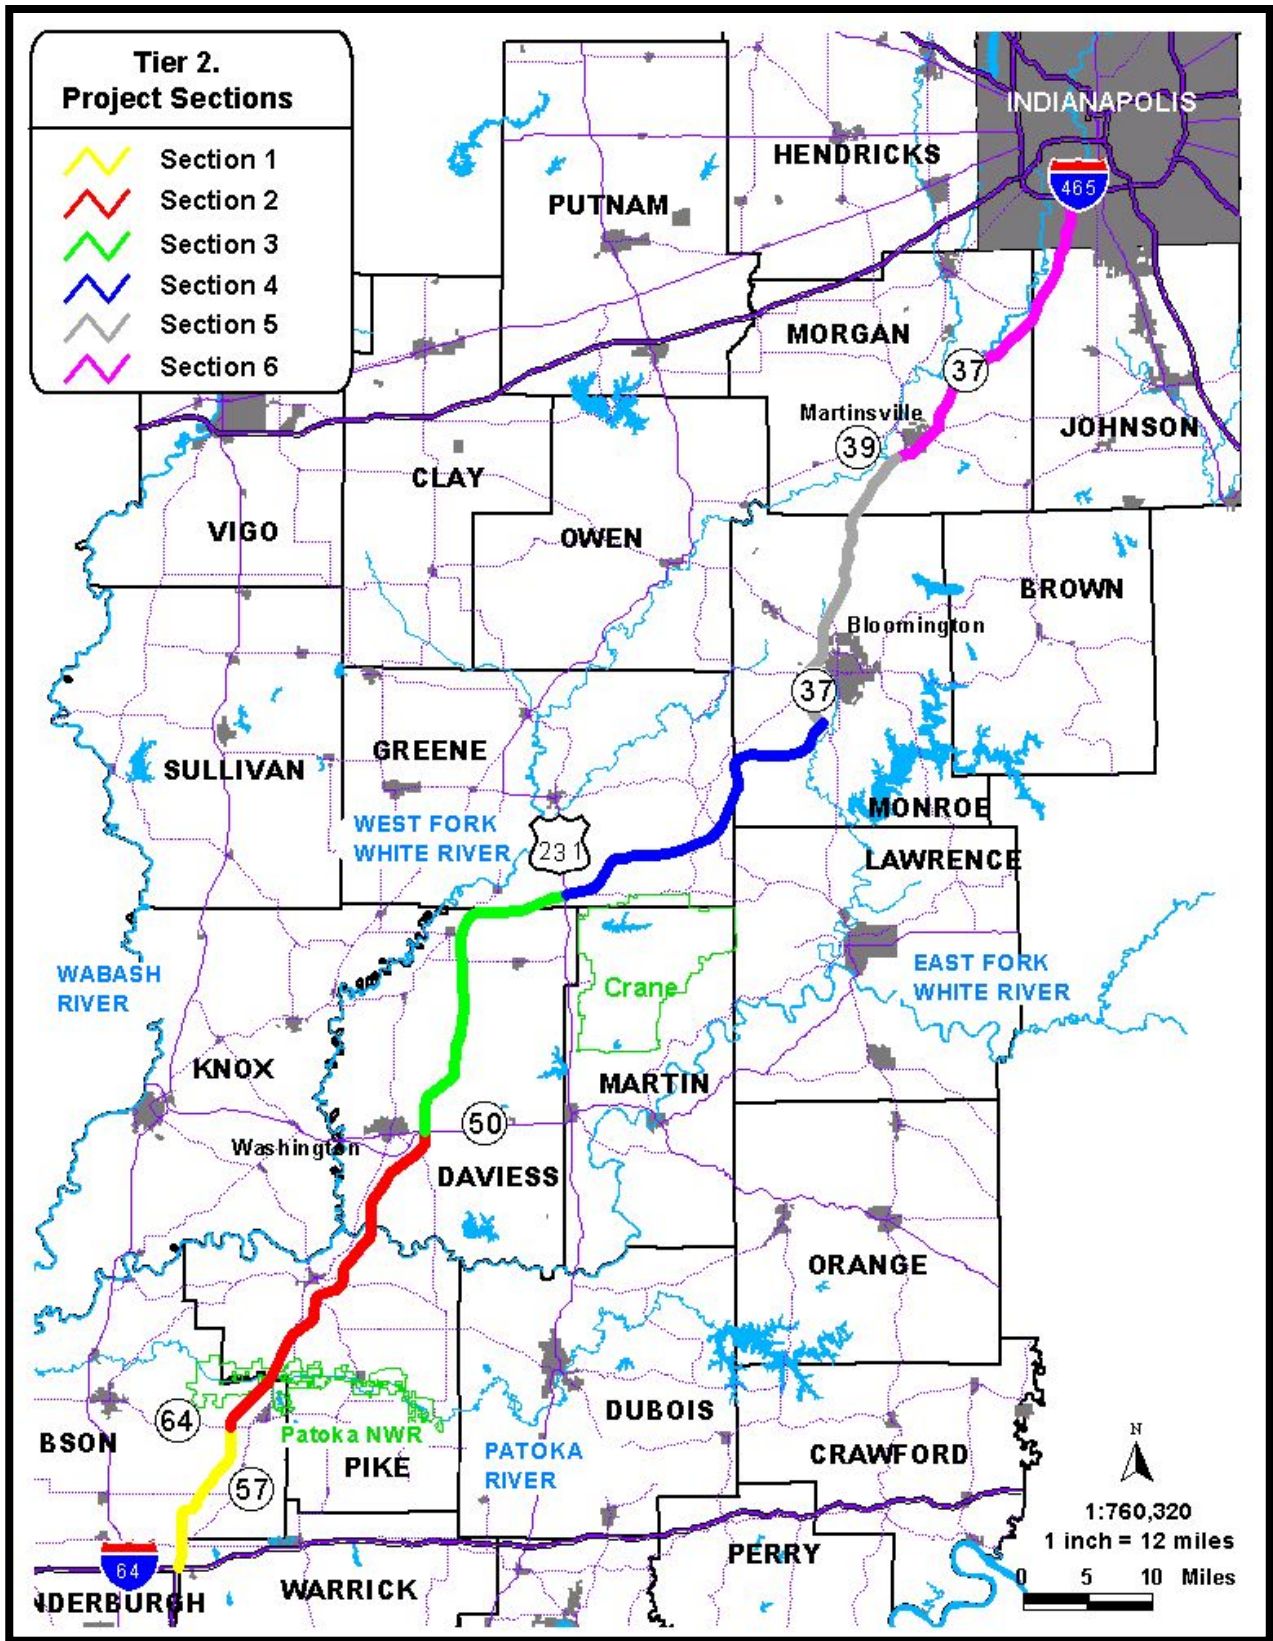 Tier 2.
Project Sections
Section 1
Section 2
Section 3
Section 4
Section 5
Section 6
INDIANAPOLIS
HENDRICKS
465
PUTNAM
MORGAN
37
Martinsville
JOHNSON
39
CLAY
VIGO
OWEN
BROWN
Bloomington
37
GREENE
SULLIVAN
MONROE
WEST FORK
WHITE RIVER
231
LAWRENCE
WABASH
RIVER
Crane
EAST FORK
WHITE RIVER
KNOX
MARTIN
50
Washington
DAVIESS
ORANGE
64
BSON
Patoka NWR
PIKE
57
PATOKA
RIVER
DUBOIS
CRAWFORD
N
1:760,320
1 inch = 12 miles
0 5 10 Miles
64
PERRY
WARRICK
NDERBURGH